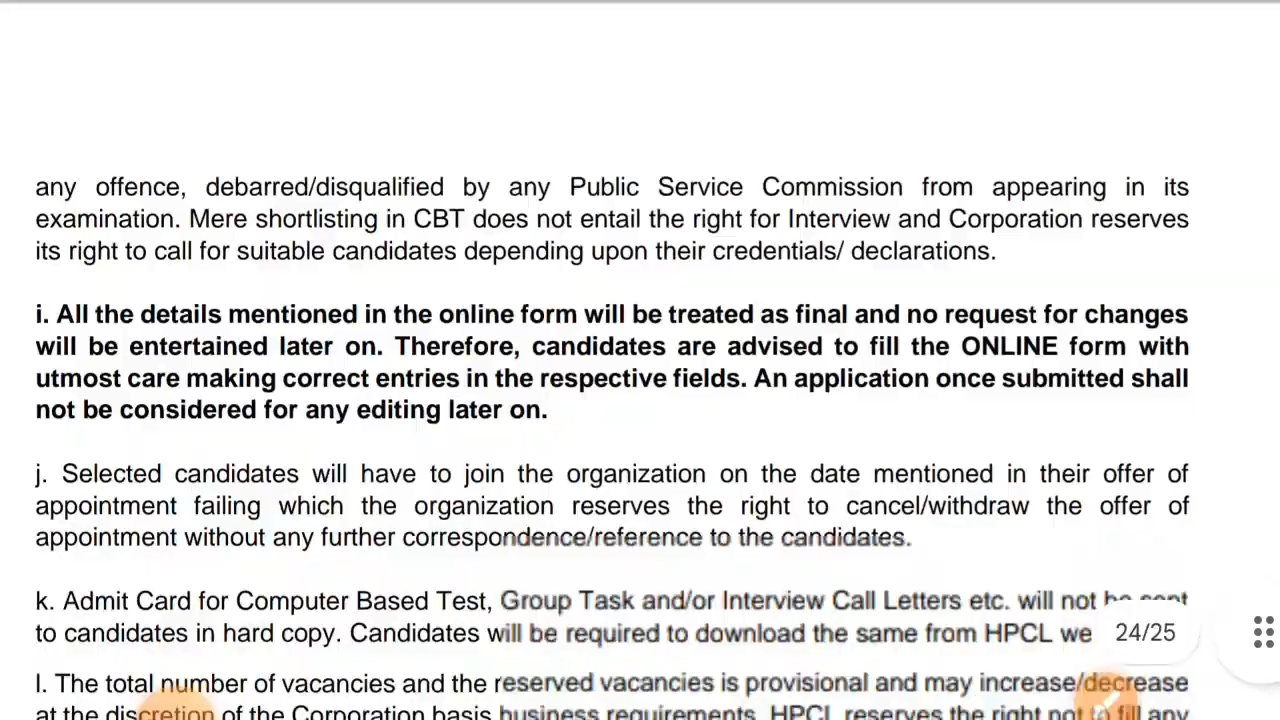 any offence, debarred/disqualified by any Public Service Commission from appearing in its
examination. Mere shortlisting in CBT does not entail the right for Interview and Corporation reserves
its right to call for suitable candidates depending upon their credentials/ declarations.
i. All the details mentioned in the online form will be treated as final and no request for changes
will be entertained later on. Therefore, candidates are advised to fill the ONLINE form with
utmost care making correct entries in the respective fields. An application once submitted shall
not be considered for any editing later on.
j. Selected candidates will have to join the organization on the date mentioned in their offer of
appointment failing which the organization reserves the right to cancel/withdraw the offer of
appointment without any further correspondence/reference to the candidates.
k. Admit Card for Computer Based Test, Group Task and/or Interview Call Letters etc. will not be sent
to candidates in hard copy. Candidates will be required to download the same from HPCL we
24/25
l. The total number of vacancies and the reserved vacancies is provisional and may increase/decrease
at the discretion of the Corporation basis business requirements. HPCL reserves the right not to fill any